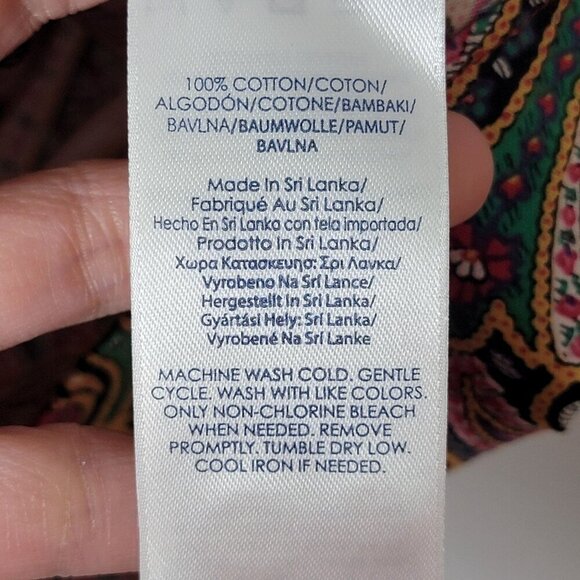 100% COTTON/COTON/
ALGODÓN/COTONE/BAMBAKI/
BAVLNA/BAUMWOLLE/PAMUT/
BAVLNA
Made In Sri Lanka/
Fabriqué Au Sri Lanka/
Hecho En Sri Lanka con tela importada/
Prodotto In Sri Lanka/
Χωρα Κατασκευησ: Σρι Λανκα/
Vyrobeno Na Srí Lance/
Hergestellt In Sri Lanka/
Gyártási Hely: Srí Lanka/
Vyrobené Na Srí Lanke
MACHINE WASH COLD. GENTLE
CYCLE. WASH WITH LIKE COLORS.
ONLY NON-CHLORINE BLEACH
WHEN NEEDED. REMOVE
PROMPTLY. TUMBLE DRY LOW.
COOL IRON IF NEEDED.